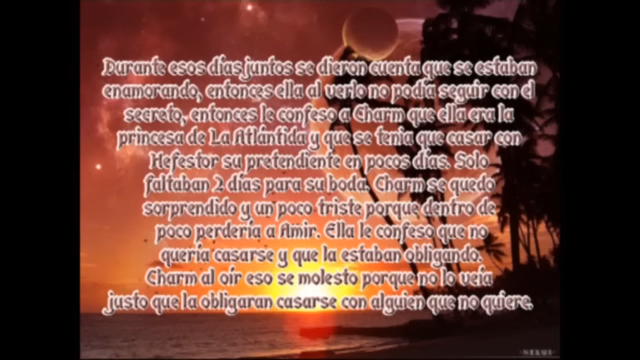 Durante esos días juntos se dieron cuenta que se estaban
enamorando, entonces ella al verlo no podía seguir con el
secreto, entonces le confeso a Charm que ella era la
princesa de La Atlántida y que se tenia que casar con
Hefestor su pretendiente en pocos días. Solo
faltaban 2 días para su boda. Charm se quedo
sorprendido y un poco triste porque dentro de
poco perdería a Amir. Ella le confeso que no
quería casarse y que la estaban obligando.
Charm al oír eso se molesto porque no lo veía
justo que la obligaran casarse con alguien que no quiere.